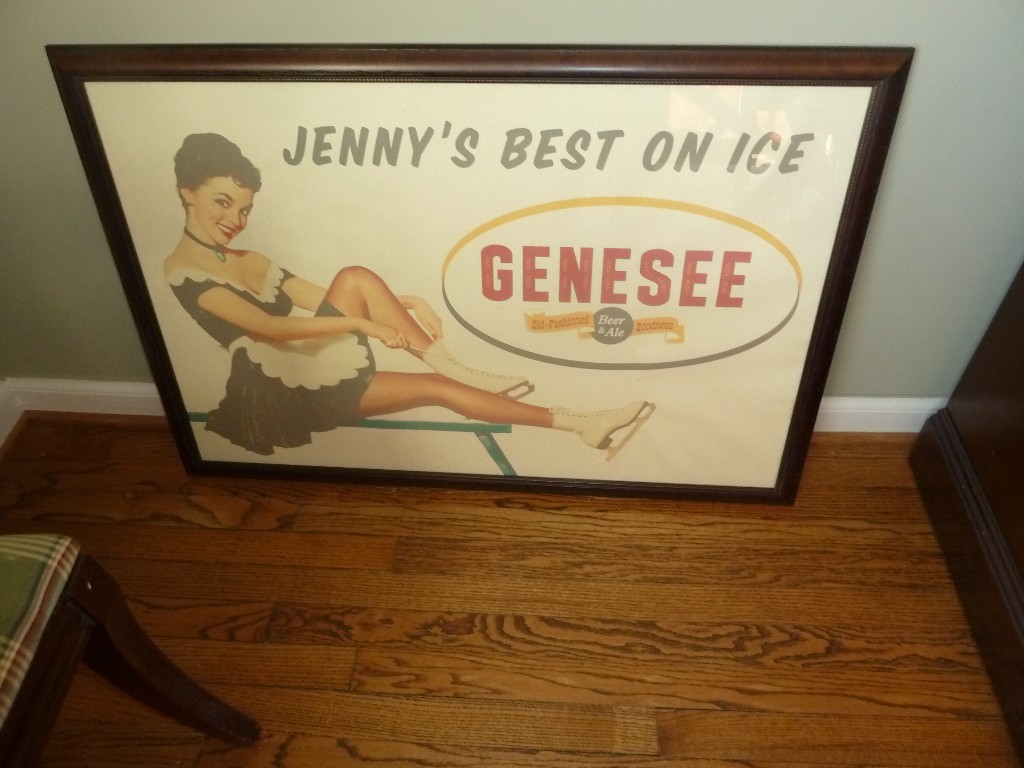 JENNY'S BEST ON ICE
GENESEE
Old-Fashioned Beer & Ale Goodness